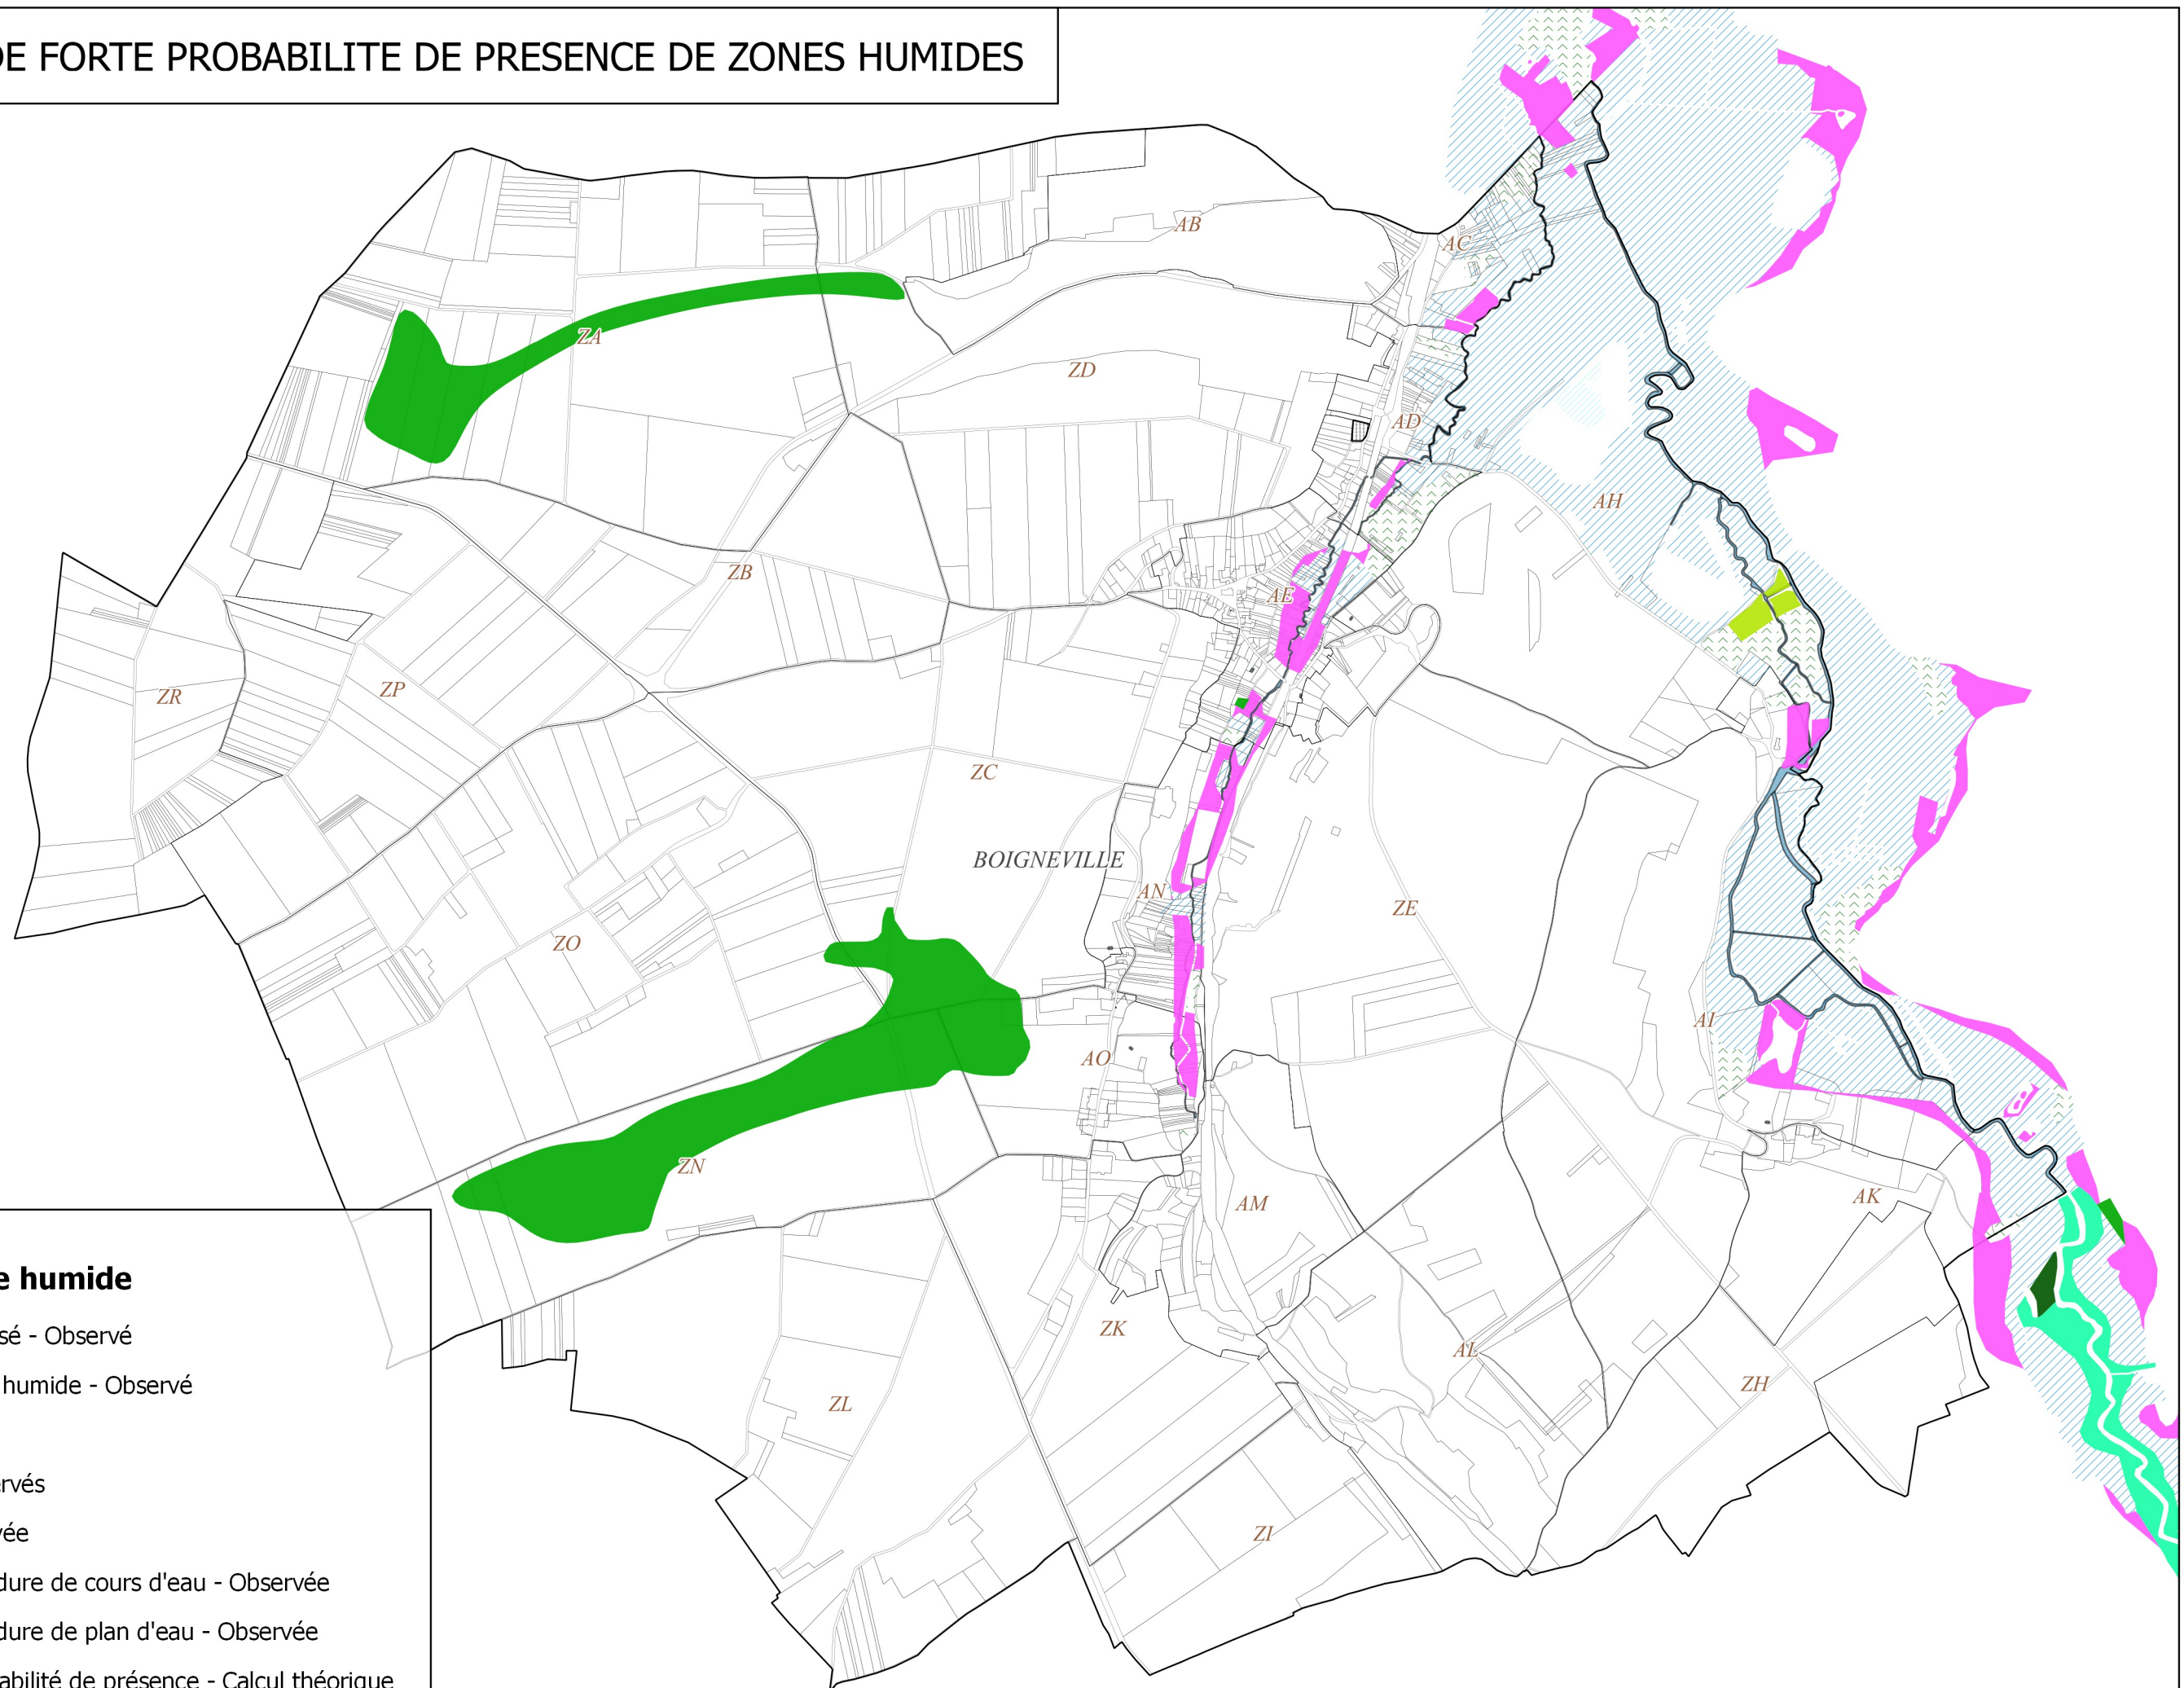 DE FORTE PROBABILITE DE PRESENCE DE ZONES HUMIDES
AB
AC
ZA
ZD
AD
AH
ZB
AE
ZR
ZP
ZC
BOIGNEVILLE
AN
ZE
ZO
AI
AO
ZN
AM
AK
ZK
AL
ZH
ZL
ZI
e humide
sé - Observé
humide - Observé
ervés
vée
dure de cours d'eau - Observée
dure de plan d'eau - Observée
abilité de présence - Calcul théorique